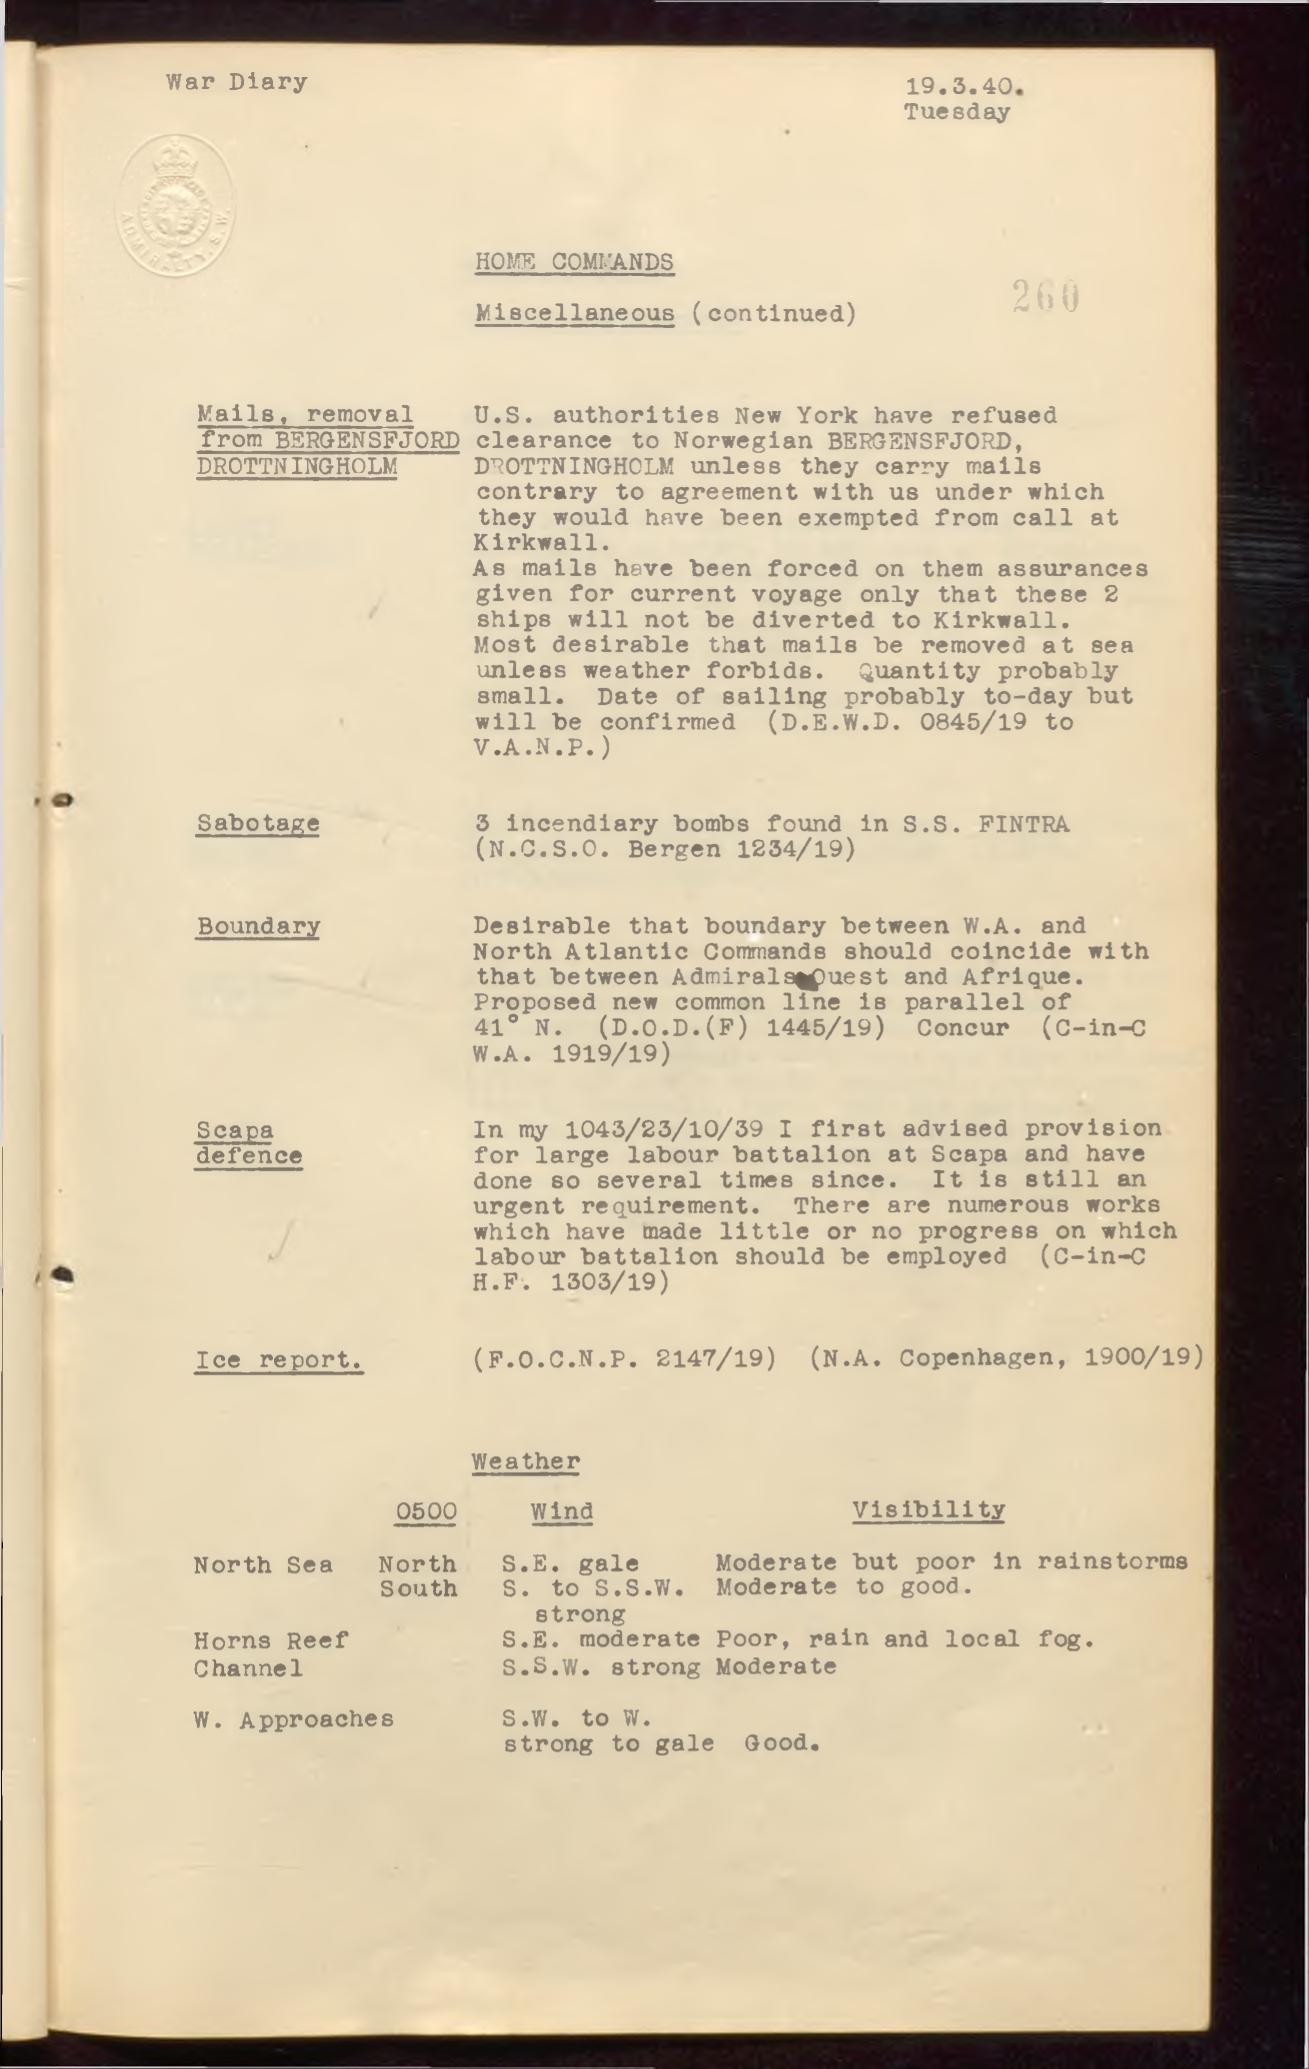 War Diary
19.3.40.
Tuesday
ADMIRALTY. S.W.
HOME COMMANDS
260
Miscellaneous (continued)
Mails, removal
from BERGENSFJORD
DROTTNINGHOLM
U.S. authorities New York have refused
clearance to Norwegian BERGENSFJORD,
DROTTNINGHOLM unless they carry mails
contrary to agreement with us under which
they would have been exempted from call at
Kirkwall.
As mails have been forced on them assurances
given for current voyage only that these 2
ships will not be diverted to Kirkwall.
Most desirable that mails be removed at sea
unless weather forbids. Quantity probably
small. Date of sailing probably to-day but
will be confirmed (D.E.W.D. 0845/19 to
V.A.N.P.)
Sabotage
3 incendiary bombs found in S.S. FINTRA
(N.C.S.O. Bergen 1234/19)
Boundary
Desirable that boundary between W.A. and
North Atlantic Commands should coincide with
that between Admirals Ouest and Afrique.
Proposed new common line is parallel of
41° N. (D.O.D.(F) 1445/19) Concur (C-in-C
W.A. 1919/19)
Scapa
defence
In my 1043/23/10/39 I first advised provision
for large labour battalion at Scapa and have
done so several times since. It is still an
urgent requirement. There are numerous works
which have made little or no progress on which
labour battalion should be employed (C-in-C
H.F. 1303/19)
Ice report. (F.O.C.N.P. 2147/19) (N.A. Copenhagen, 1900/19)
Weather
0500 Wind Visibility
North Sea North S.E. gale Moderate but poor in rainstorms
South S. to S.S.W. Moderate to good.
strong
Horns Reef S.E. moderate Poor, rain and local fog.
Channel S.S.W. strong Moderate
W. Approaches S.W. to W.
strong to gale Good.